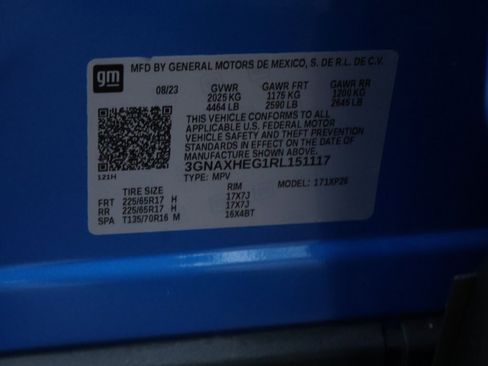 gm
MFD BY GENERAL MOTORS DE MEXICO, S. DE R.L. DE C.V.
08/23 GVWR GAWR FRT GAWR RR
2025 KG 1175 KG 1200 KG
4464 LB 2590 LB 2645 LB
THIS VEHICLE CONFORMS TO ALL
APPLICABLE U.S. FEDERAL MOTOR
VEHICLE SAFETY AND THEFT PREVENTION
STANDARDS IN EFFECT ON THE DATE
OF MANUFACTURE SHOWN ABOVE.
3GNAXHEG1RL151117
121H TYPE: MPV MODEL: 1T1XP26
TIRE SIZE RIM
FRT 225/65R17 H 17X7J
RR 225/65R17 H 17X7J
SPA T135/70R16 M 16X4BT